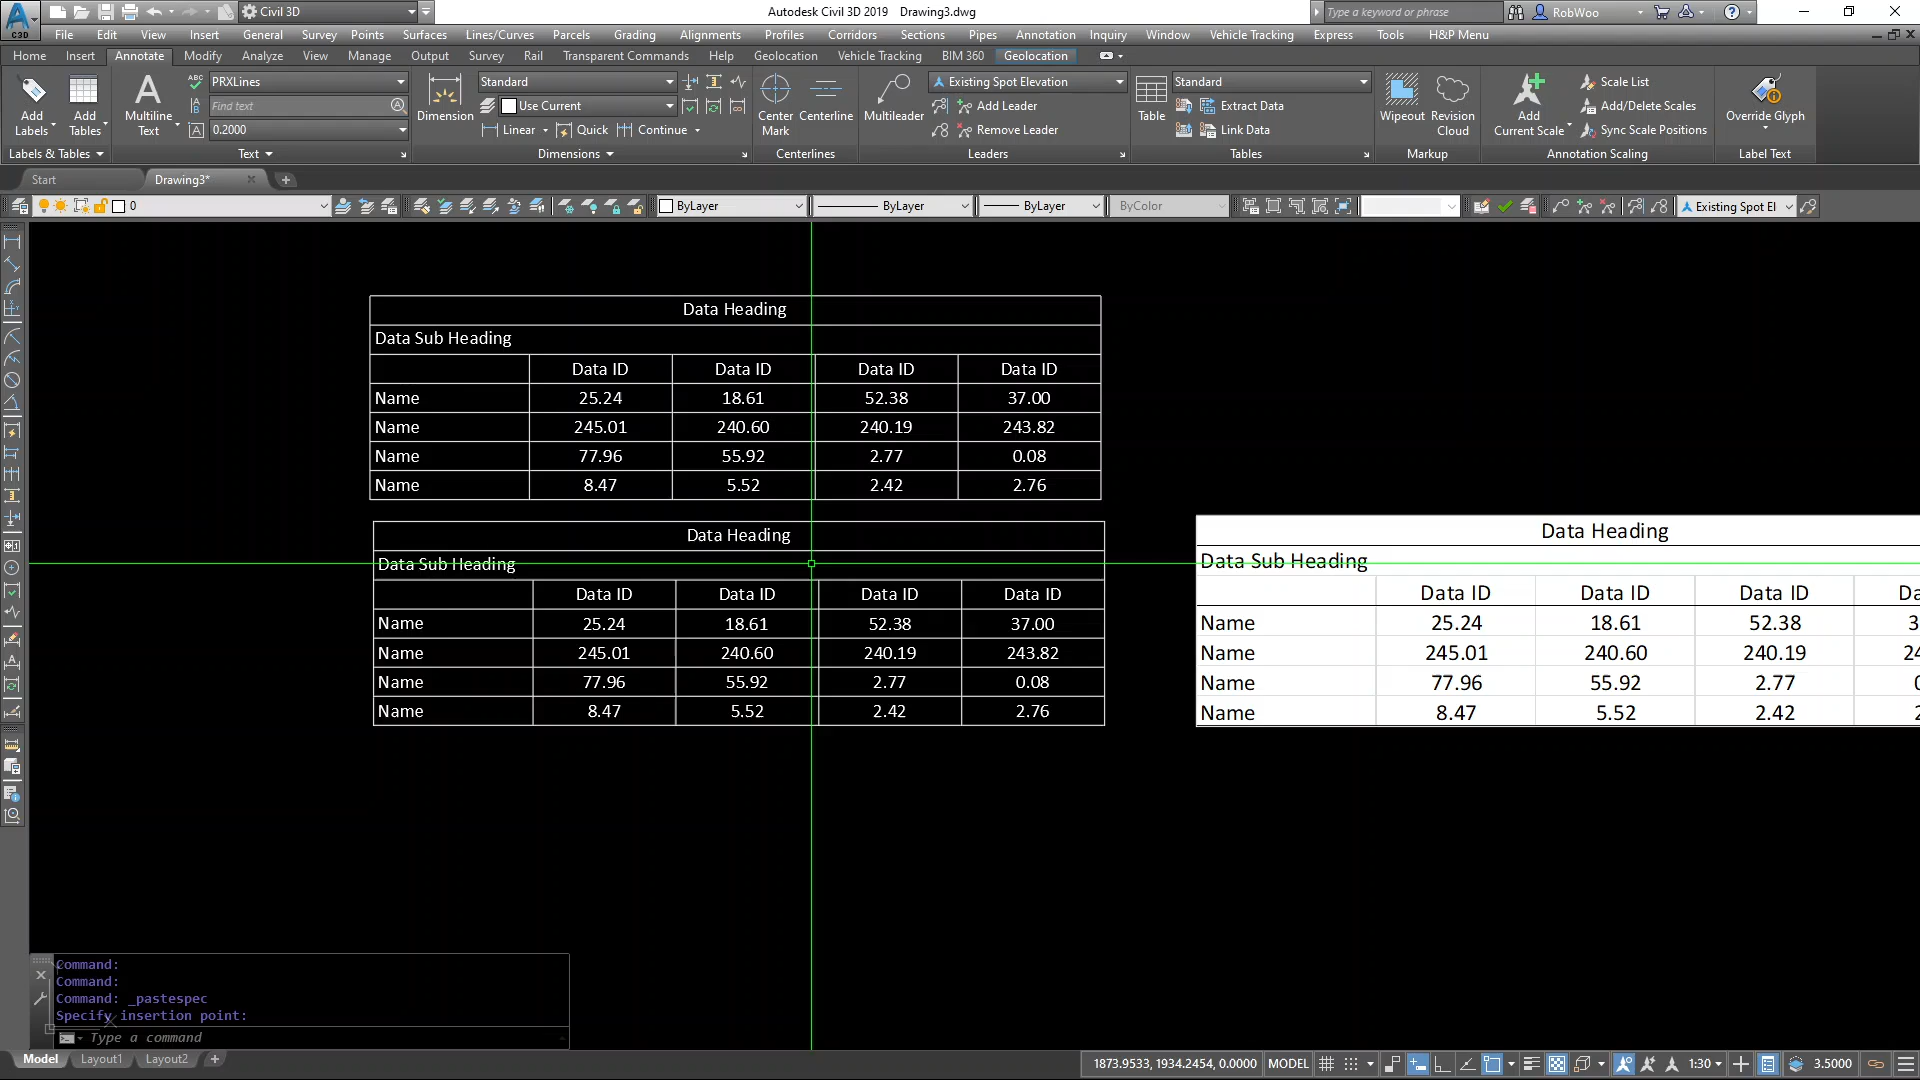 C3D
Civil 3D
Autodesk Civil 3D 2019 Drawing3.dwg
Type a keyword or phrase
RobWoo
File Edit View Insert General Survey Points Surfaces Lines/Curves Parcels Grading Alignments Profiles Corridors Sections Pipes Annotation Inquiry Window Vehicle Tracking Express Tools H&P Menu
Home Insert Annotate Modify Analyze View Manage Output Survey Rail Transparent Commands Help Geolocation Vehicle Tracking BIM 360 Geolocation
Add Labels
Add Tables
Labels & Tables
Multiline Text
ABC
PRXLines
Find text
0.2000
Text
Dimension
Standard
Use Current
Linear Quick Continue
Dimensions
Center Mark
Centerline
Centerlines
Multileader
Existing Spot Elevation
Add Leader
Remove Leader
Leaders
Table
Standard
Extract Data
Link Data
Tables
Wipeout
Revision Cloud
Markup
Add Current Scale
Scale List
Add/Delete Scales
Sync Scale Positions
Annotation Scaling
Override Glyph
Label Text
Start
Drawing3*
0
ByLayer ByLayer ByLayer ByColor
Existing Spot El
Data Heading
Data Sub Heading
Data ID Data ID Data ID Data ID
Name 25.24 18.61 52.38 37.00
Name 245.01 240.60 240.19 243.82
Name 77.96 55.92 2.77 0.08
Name 8.47 5.52 2.42 2.76
Data Heading
Data Sub Heading
Data ID Data ID Data ID Data ID
Name 25.24 18.61 52.38 37.00
Name 245.01 240.60 240.19 243.82
Name 77.96 55.92 2.77 0.08
Name 8.47 5.52 2.42 2.76
Data Heading
Data Sub Heading
Data ID Data ID Data ID Da
Name 25.24 18.61 52.38 3
Name 245.01 240.60 240.19 24
Name 77.96 55.92 2.77
Name 8.47 5.52 2.42
Command:
Command:
Command: _pastespec
Specify insertion point:
Type a command
Model Layout1 Layout2
1873.9533, 1934.2454, 0.0000 MODEL
1:30
3.5000